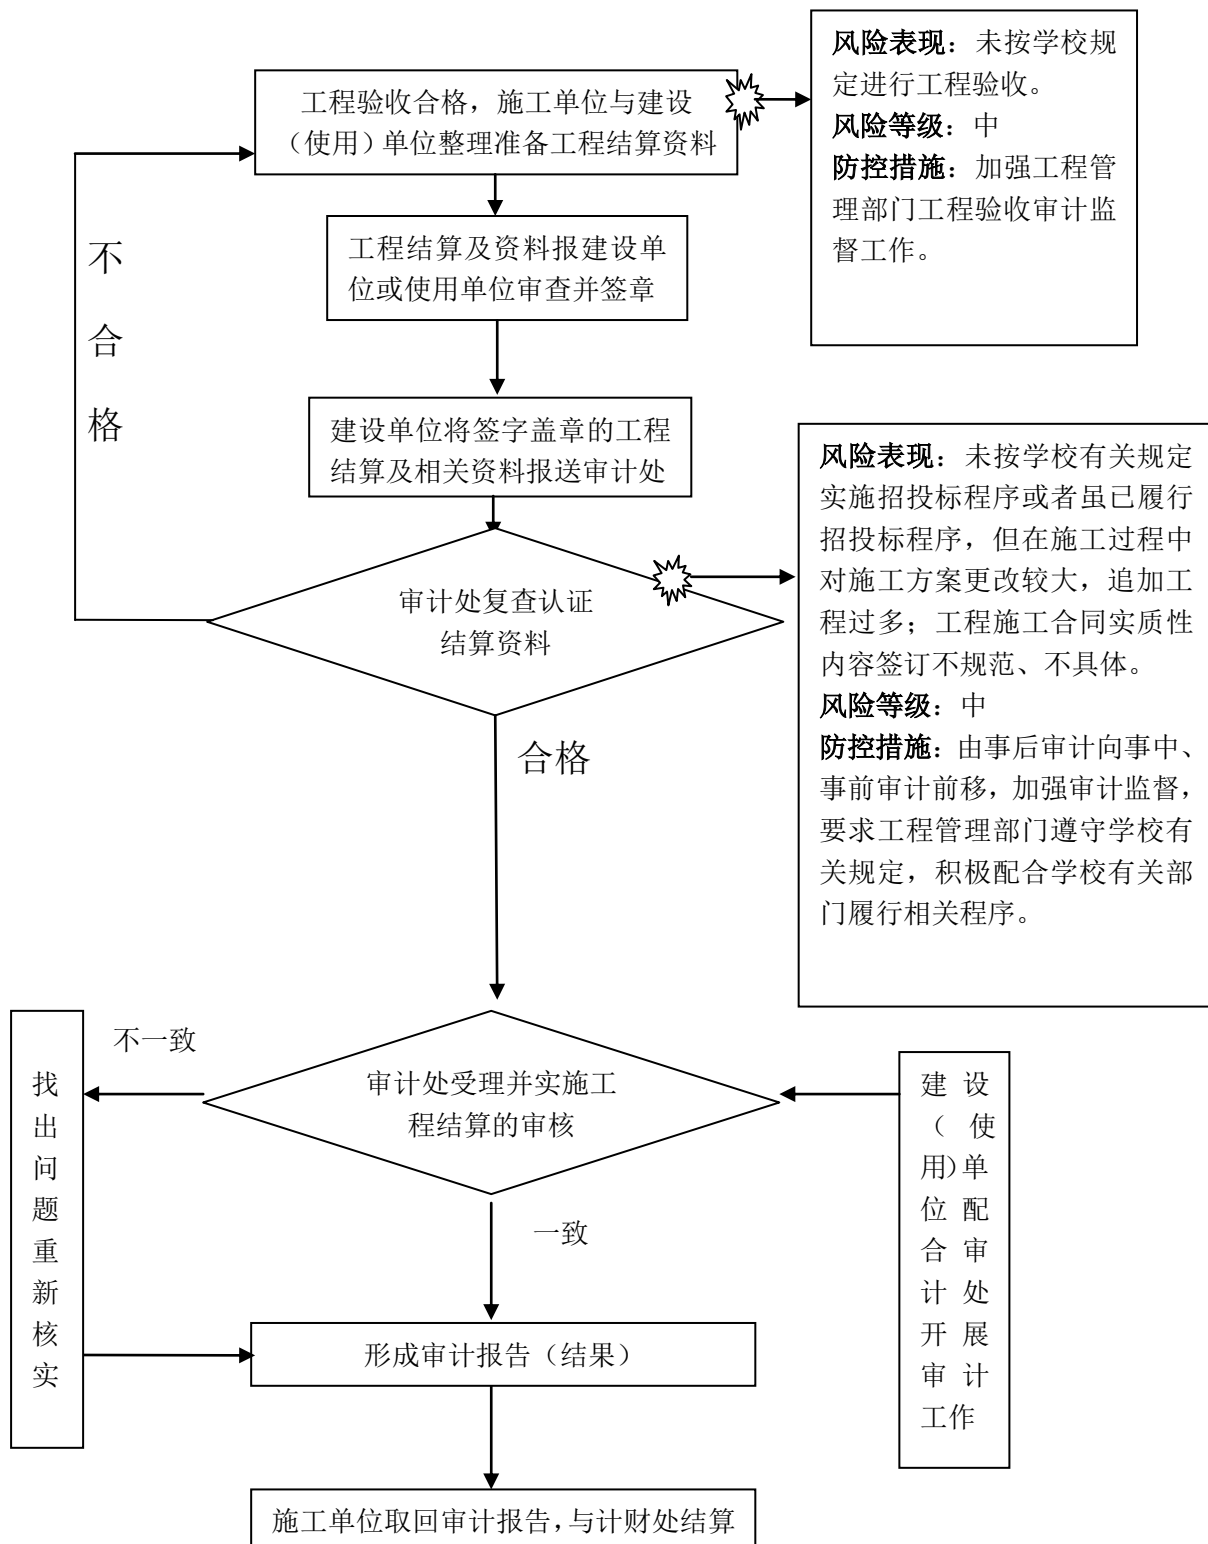 风险表现：未按学校规
定进行工程验收。
风险等级：中
防控措施：加强工程管
理部门工程验收审计监
督工作。
工程验收合格，施工单位与建设
（使用）单位整理准备工程结算资料
不
合
格
工程结算及资料报建设单
位或使用单位审查并签章
建设单位将签字盖章的工程
结算及相关资料报送审计处
风险表现：未按学校有关规定
实施招投标程序或者虽已履行
招投标程序，但在施工过程中
对施工方案更改较大，追加工
程过多；工程施工合同实质性
内容签订不规范、不具体。
风险等级：中
防控措施：由事后审计向事中、
事前审计前移，加强审计监督，
要求工程管理部门遵守学校有
关规定，积极配合学校有关部
门履行相关程序。
审计处复查认证
结算资料
合格
不一致
找
出
问
题
重
新
核
实
审计处受理并实施工
程结算的审核
建 设
（ 使
用）单
位 配
合 审
计 处
开 展
审 计
工作
一致
形成审计报告（结果）
施工单位取回审计报告，与计财处结算